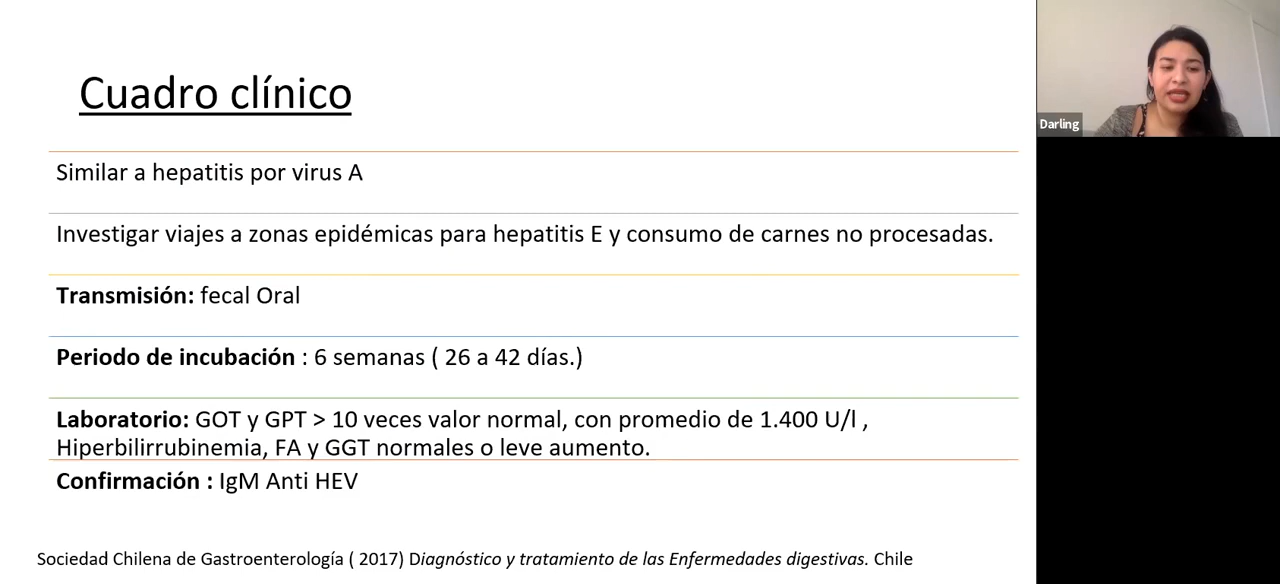 Cuadro clínico
Similar a hepatitis por virus A
Investigar viajes a zonas epidémicas para hepatitis E y consumo de carnes no procesadas.
Transmisión: fecal Oral
Periodo de incubación : 6 semanas ( 26 a 42 días.)
Laboratorio: GOT y GPT > 10 veces valor normal, con promedio de 1.400 U/l ,
Hiperbilirrubinemia, FA y GGT normales o leve aumento.
Confirmación : IgM Anti HEV
Sociedad Chilena de Gastroenterología ( 2017) Diagnóstico y tratamiento de las Enfermedades digestivas. Chile
Darling